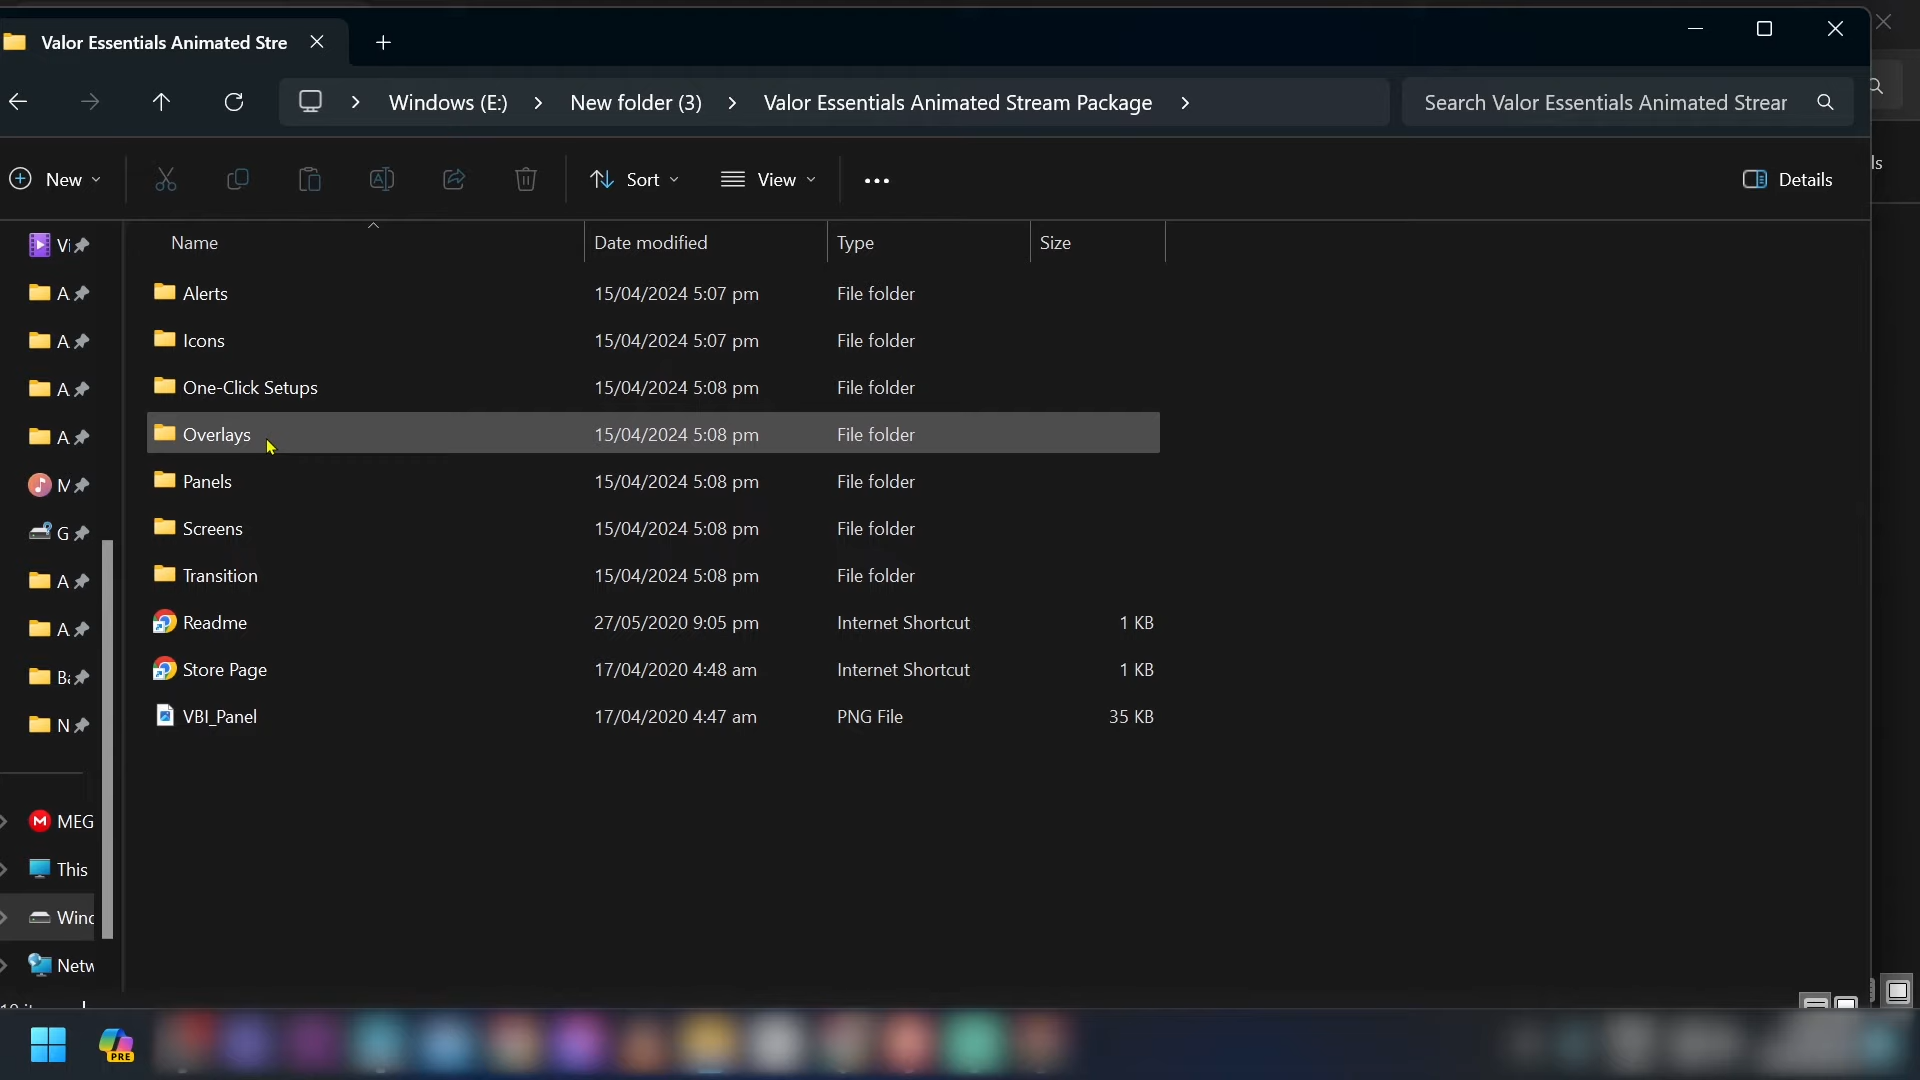 Valor Essentials Animated Stre
Windows (E:) New folder (3) Valor Essentials Animated Stream Package
Search Valor Essentials Animated Strear
New Sort View Details
ls
Name Date modified Type Size
Vi
A
A
A
A
M
G
A
A
Ba
N
MEG
This
Wind
Netw
Alerts 15/04/2024 5:07 pm File folder
Icons 15/04/2024 5:07 pm File folder
One-Click Setups 15/04/2024 5:08 pm File folder
Overlays 15/04/2024 5:08 pm File folder
Panels 15/04/2024 5:08 pm File folder
Screens 15/04/2024 5:08 pm File folder
Transition 15/04/2024 5:08 pm File folder
Readme 27/05/2020 9:05 pm Internet Shortcut 1 KB
Store Page 17/04/2020 4:48 am Internet Shortcut 1 KB
VBI_Panel 17/04/2020 4:47 am PNG File 35 KB
PRE